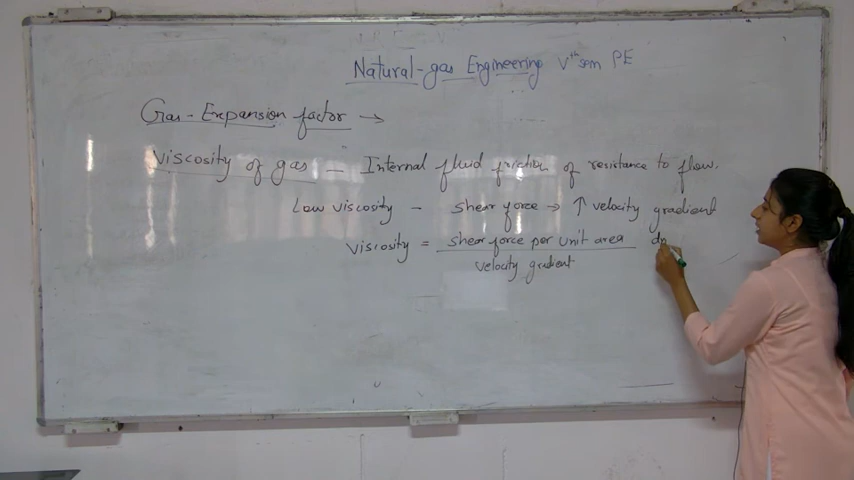 Natural-gas Engineering Vth sem PE
Gas-Expansion factor →
Viscosity of gas - Internal fluid friction of resistance to flow.
Low viscosity - shear force → ↑ velocity gradient
Viscosity = shear force per unit area
velocity gradient